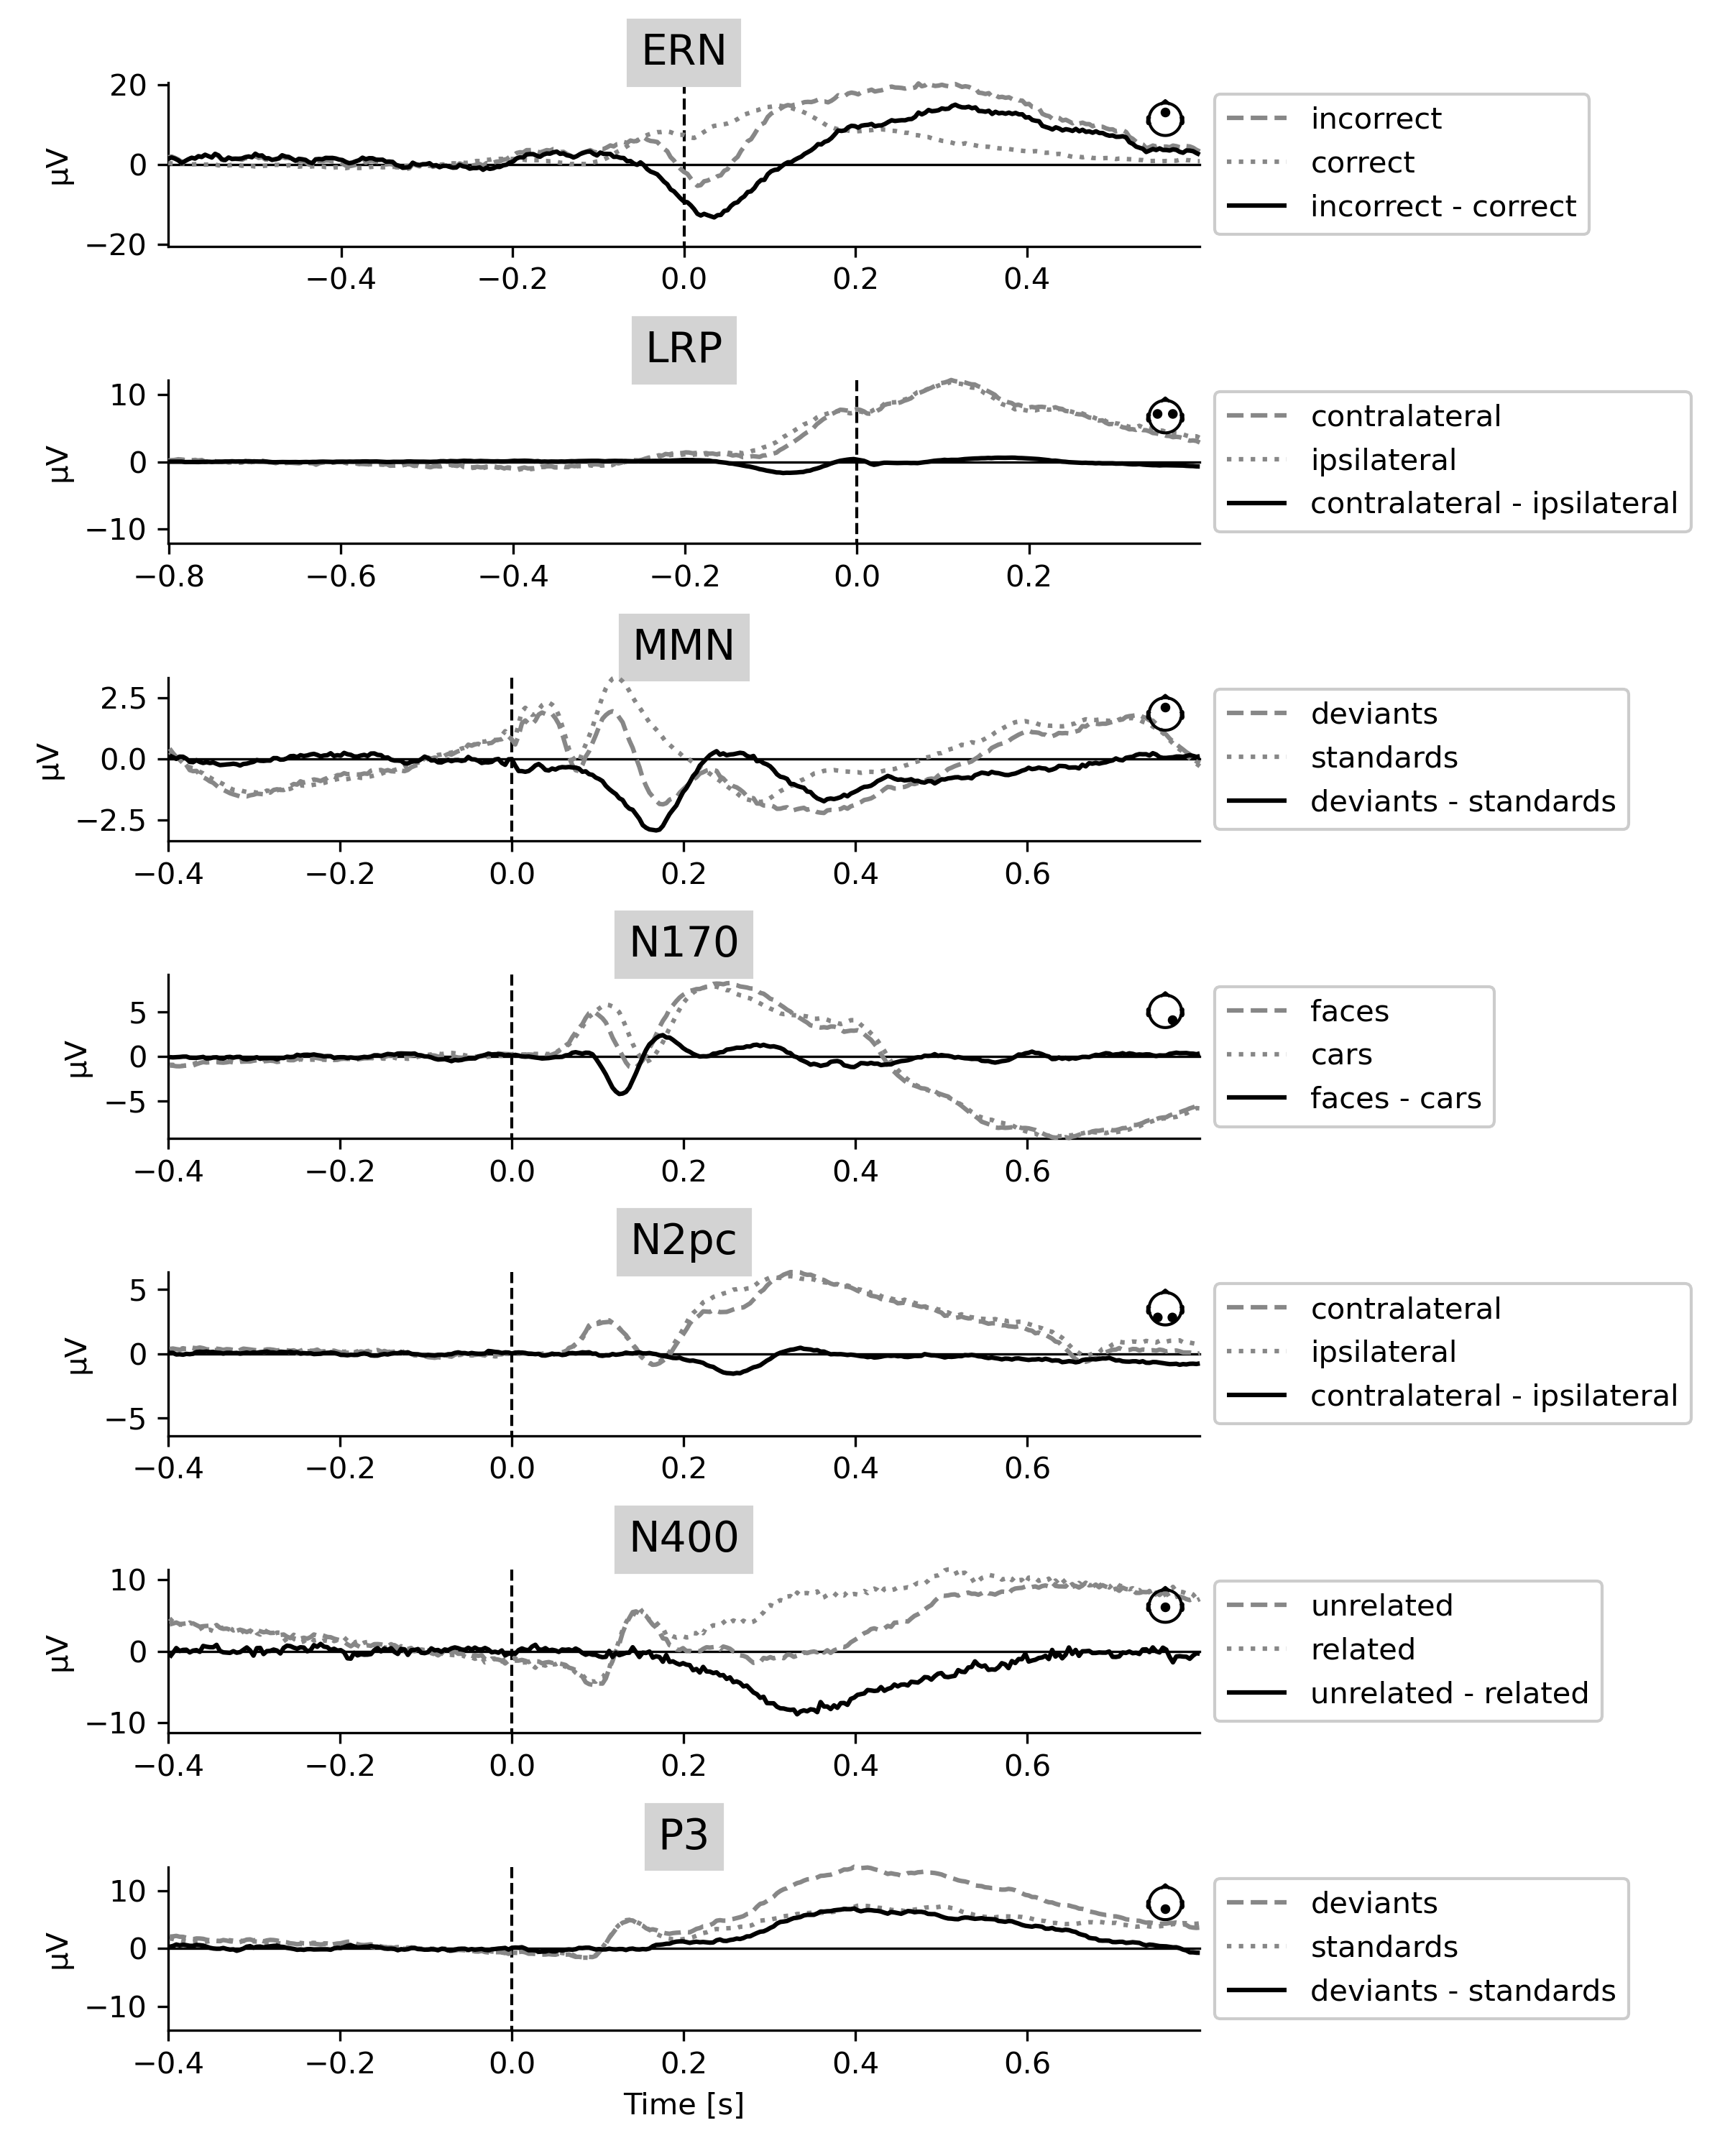 ERN
20
0
−20
µV
−0.4 −0.2 0.0 0.2 0.4
incorrect
correct
incorrect - correct
LRP
10
0
−10
µV
−0.8 −0.6 −0.4 −0.2 0.0 0.2
contralateral
ipsilateral
contralateral - ipsilateral
MMN
2.5
0.0
−2.5
µV
−0.4 −0.2 0.0 0.2 0.4 0.6
deviants
standards
deviants - standards
N170
5
0
−5
µV
−0.4 −0.2 0.0 0.2 0.4 0.6
faces
cars
faces - cars
N2pc
5
0
−5
µV
−0.4 −0.2 0.0 0.2 0.4 0.6
contralateral
ipsilateral
contralateral - ipsilateral
N400
10
0
−10
µV
−0.4 −0.2 0.0 0.2 0.4 0.6
unrelated
related
unrelated - related
P3
10
0
−10
µV
−0.4 −0.2 0.0 0.2 0.4 0.6
deviants
standards
deviants - standards
Time [s]